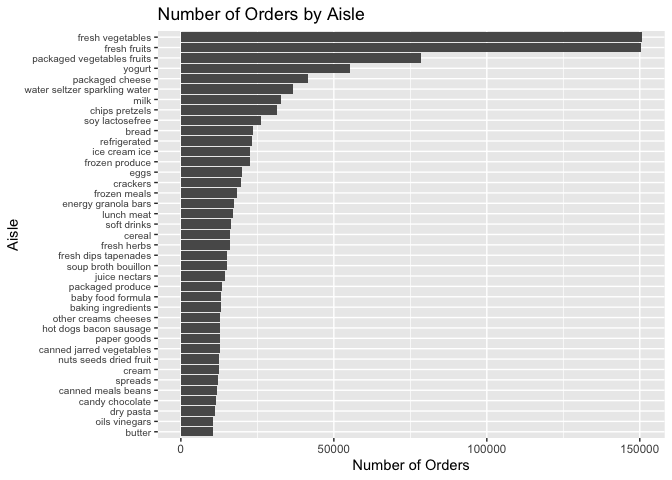 Number of Orders by Aisle
fresh vegetables
fresh fruits
packaged vegetables fruits
yogurt
packaged cheese
water seltzer sparkling water
milk
chips pretzels
soy lactosefree
bread
refrigerated
ice cream ice
frozen produce
eggs
crackers
frozen meals
energy granola bars
lunch meat
soft drinks
cereal
fresh herbs
fresh dips tapenades
soup broth bouillon
juice nectars
packaged produce
baby food formula
baking ingredients
other creams cheeses
hot dogs bacon sausage
paper goods
canned jarred vegetables
nuts seeds dried fruit
cream
spreads
canned meals beans
candy chocolate
dry pasta
oils vinegars
butter
Aisle
0 50000 100000 150000
Number of Orders